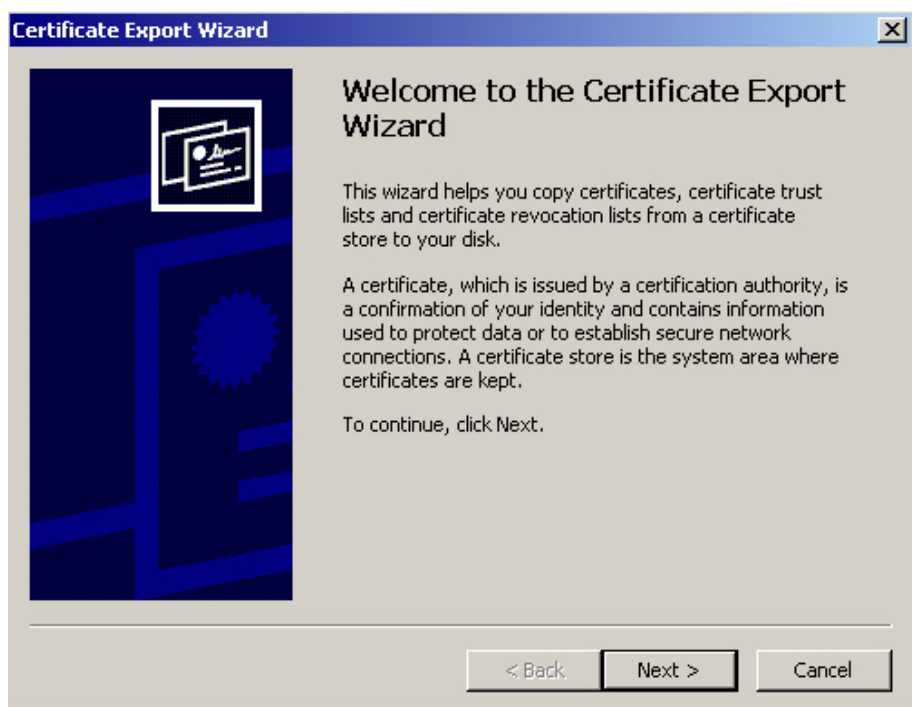 Certificate Export Wizard
Welcome to the Certificate Export
Wizard
This wizard helps you copy certificates, certificate trust
lists and certificate revocation lists from a certificate
store to your disk.
A certificate, which is issued by a certification authority, is
a confirmation of your identity and contains information
used to protect data or to establish secure network
connections. A certificate store is the system area where
certificates are kept.
To continue, click Next.
< Back
Next >
Cancel